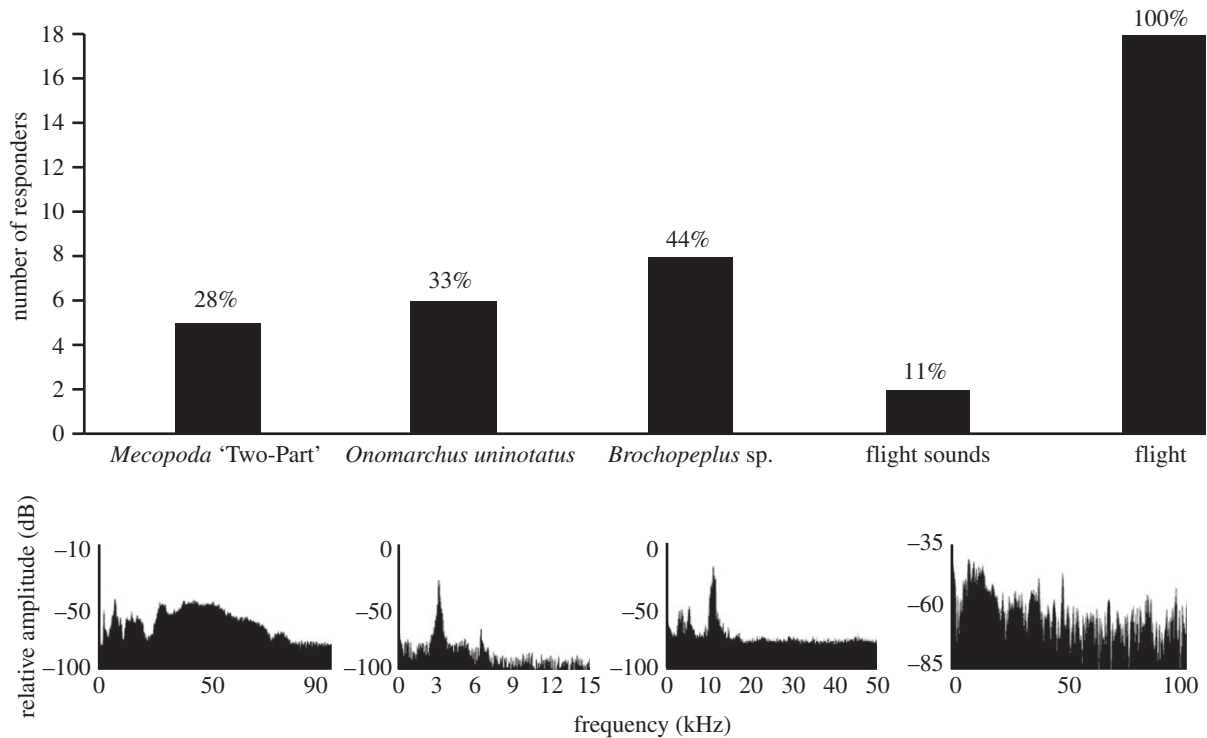 100%
18
16
14
12
10
8
6
4
2
0
number of responders
28%
33%
44%
11%
Mecopoda ‘Two-Part’
Onomarchus uninotatus
Brochopeplus sp.
flight sounds
flight
relative amplitude (dB)
–10
–50
–100
0 50 90
0
–50
–100
0 3 6 9 12 15
0
–50
–100
0 10 20 30 40 50
–35
–60
–85
0 50 100
frequency (kHz)